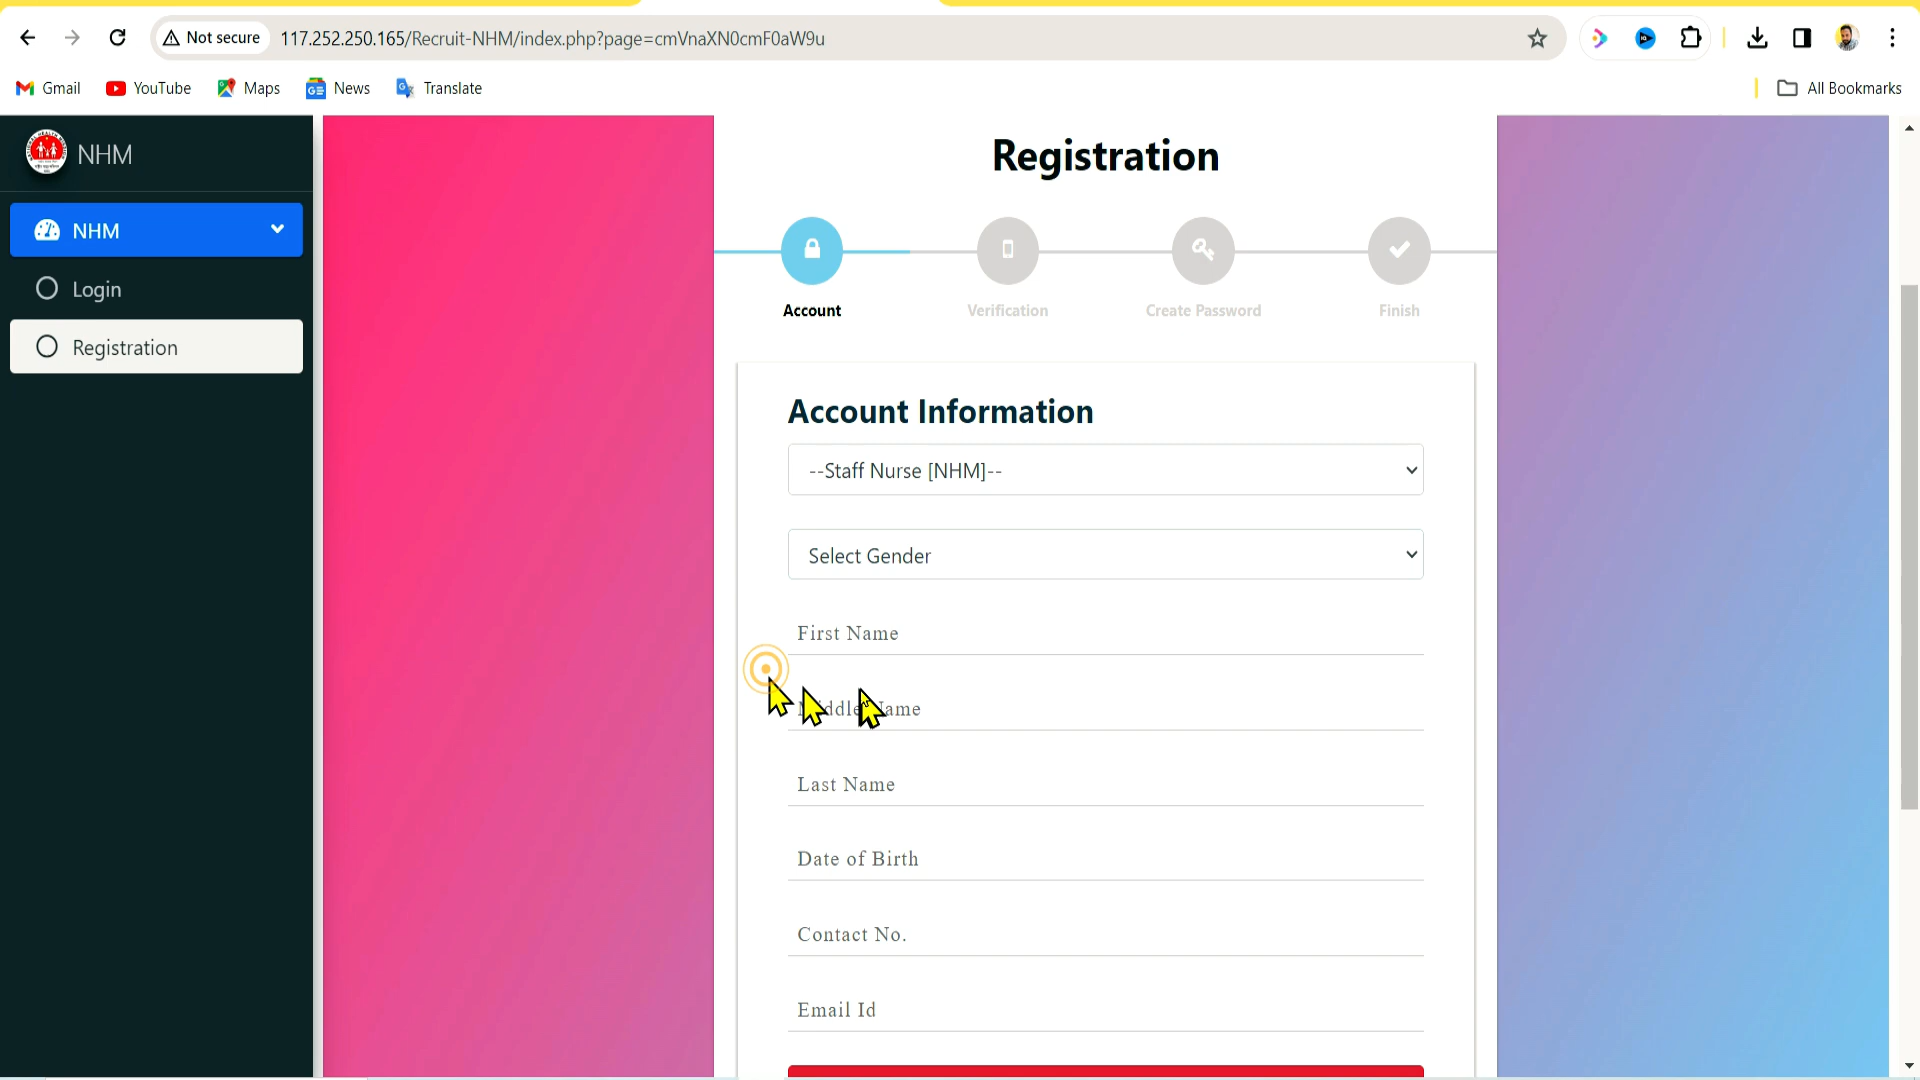 Not secure 117.252.250.165/Recruit-NHM/index.php?page=cmVnaXN0cmF0aW9u
Gmail YouTube Maps News Translate All Bookmarks
NHM
NHM
Login
Registration
Registration
Account Verification Create Password Finish
Account Information
--Staff Nurse [NHM]--
Select Gender
First Name
Middle Name
Last Name
Date of Birth
Contact No.
Email Id